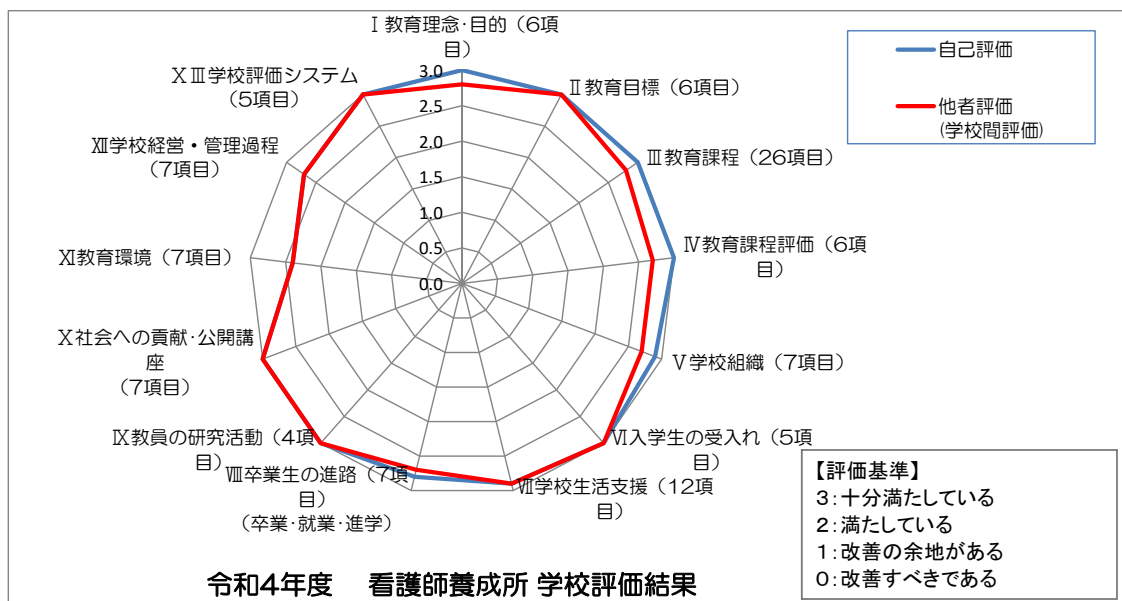 Ⅰ教育理念・目的（6項
目）
ⅩⅢ学校評価システム
（5項目）
Ⅱ教育目標（6項目）
Ⅻ学校経営・管理過程
（7項目）
Ⅲ教育課程（26項目）
Ⅺ教育環境（7項目）
Ⅳ教育課程評価（6項
目）
Ⅹ社会への貢献・公開講
座
（7項目）
Ⅴ学校組織（7項目）
Ⅸ教員の研究活動（4項
目）
Ⅵ入学生の受入れ（5項
目）
Ⅷ卒業生の進路（7項
目）
（卒業・就業・進学）
Ⅶ学校生活支援（12項
目）
3.0
2.5
2.0
1.5
1.0
0.5
0.0
自己評価
他者評価
(学校間評価)
【評価基準】
3：十分満たしている
2：満たしている
1：改善の余地がある
0：改善すべきである
令和4年度　看護師養成所 学校評価結果